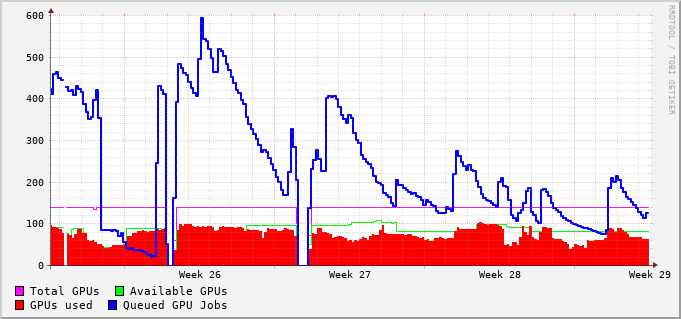 600
500
400
300
200
100
0
Week 26 Week 27 Week 28 Week 29
Total GPUs Available GPUs
GPUs used Queued GPU Jobs
RRDTOOL / TOBI OETIKER